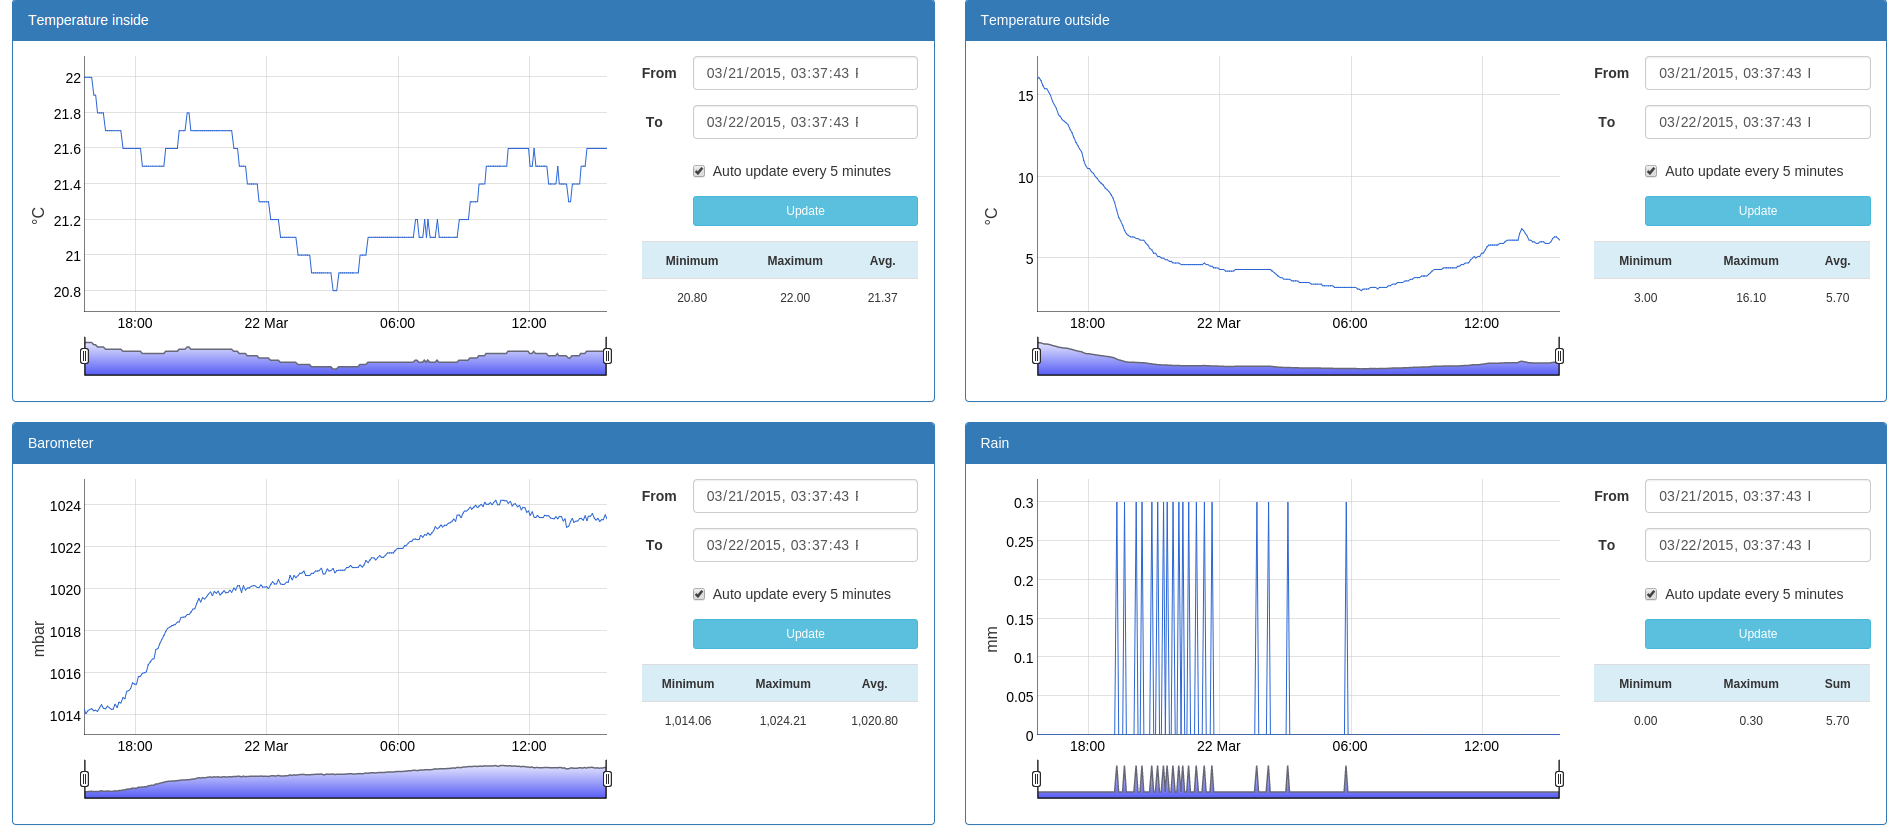 Temperature inside
22
21.8
21.6
21.4
21.2
21
20.8
°C
18:00 22 Mar 06:00 12:00
From 03/21/2015, 03:37:43
To 03/22/2015, 03:37:43
Auto update every 5 minutes
Update
Minimum Maximum Avg.
20.80 22.00 21.37
Temperature outside
15
10
5
°C
18:00 22 Mar 06:00 12:00
From 03/21/2015, 03:37:43
To 03/22/2015, 03:37:43
Auto update every 5 minutes
Update
Minimum Maximum Avg.
3.00 16.10 5.70
Barometer
1024
1022
1020
1018
1016
1014
mbar
18:00 22 Mar 06:00 12:00
From 03/21/2015, 03:37:43
To 03/22/2015, 03:37:43
Auto update every 5 minutes
Update
Minimum Maximum Avg.
1,014.06 1,024.21 1,020.80
Rain
0.3
0.25
0.2
0.15
0.1
0.05
0
mm
18:00 22 Mar 06:00 12:00
From 03/21/2015, 03:37:43
To 03/22/2015, 03:37:43
Auto update every 5 minutes
Update
Minimum Maximum Sum
0.00 0.30 5.70